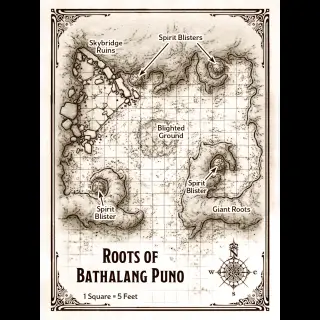 Skybridge
Ruins
Spirit Blisters
Blighted
Ground
Spirit
Blister
Spirit
Blister
Giant Roots
ROOTS OF
BATHALANG PUNO
1 Square = 5 Feet
N
C
S